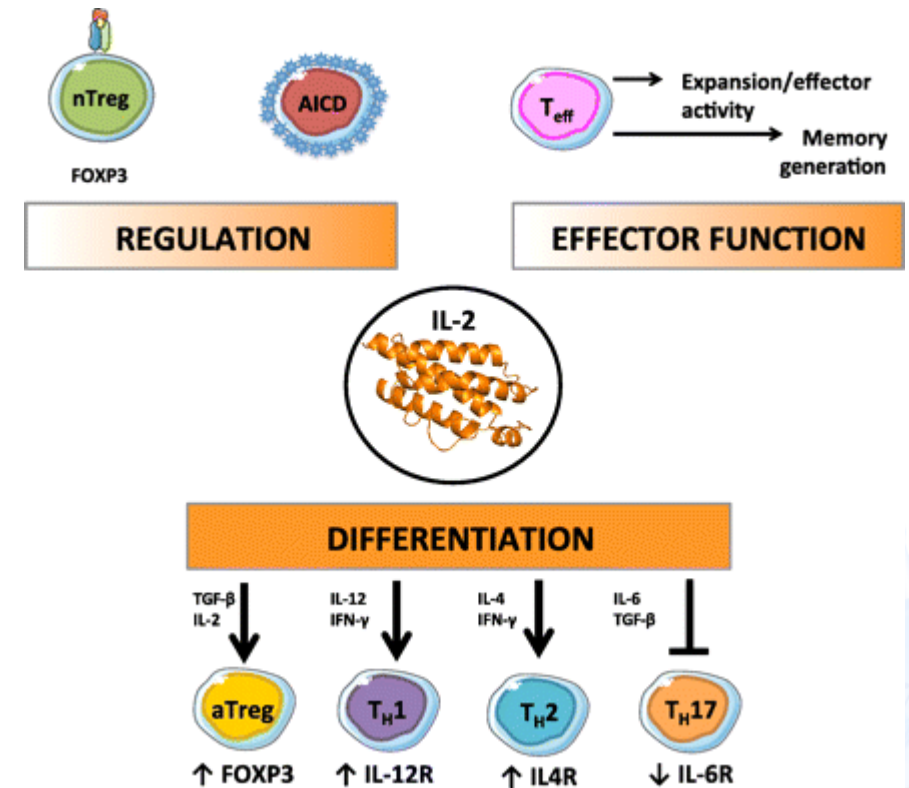 nTreg
FOXP3
AICD
Teff
Expansion/effector
activity
Memory
generation
REGULATION
EFFECTOR FUNCTION
IL-2
DIFFERENTIATION
TGF-β
IL-2
IL-12
IFN-γ
IL-4
IFN-γ
IL-6
TGF-β
aTreg
TH1
TH2
TH17
↑ FOXP3
↑ IL-12R
↑ IL4R
↓ IL-6R